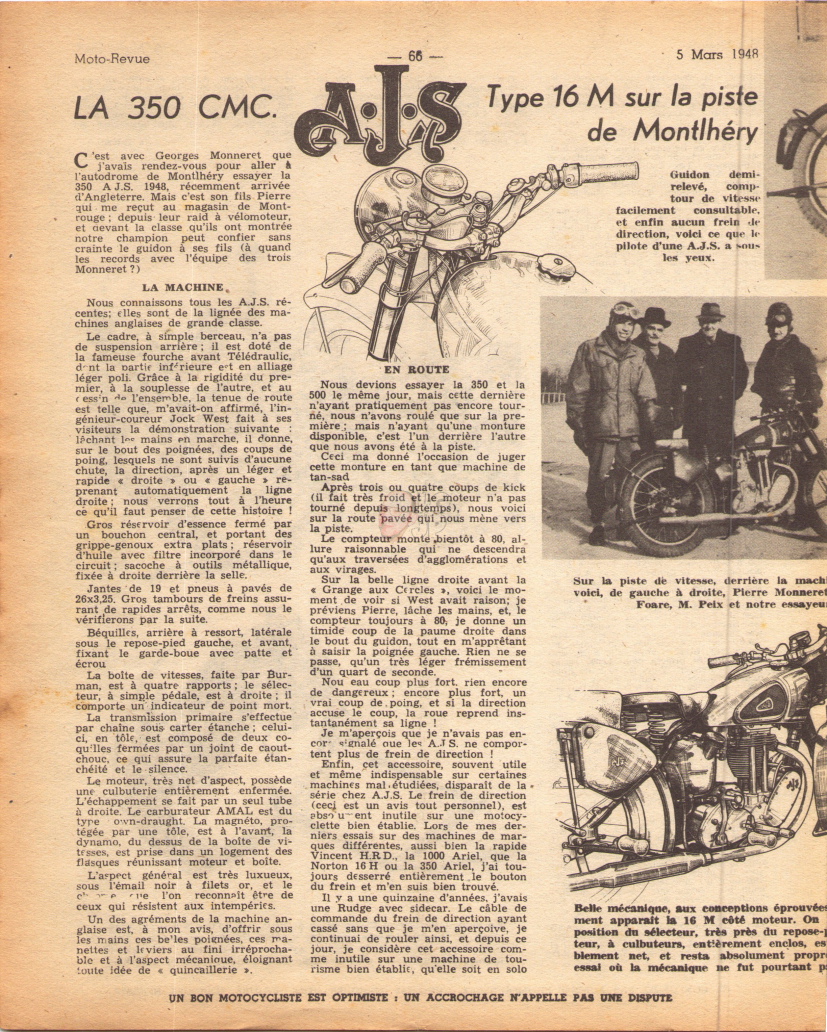 Moto-Revue
— 66 —
5 Mars 1948
LA 350 CMC.
A·J·S
Type 16 M sur la piste
de Montlhéry
C'est avec Georges Monneret que
j'avais rendez-vous pour aller à
l'autodrome de Montlhéry essayer la
350 A.J.S. 1948, récemment arrivée
d'Angleterre. Mais c'est son fils Pierre
qui me reçut au magasin de Mont-
rouge ; depuis leur raid à vélomoteur,
et devant la classe qu'ils ont montrée
notre champion peut confier sans
crainte le guidon à ses fils (à quand
les records avec l'équipe des trois
Monneret ?)
LA MACHINE.
Nous connaissons tous les A.J.S. ré-
centes; elles sont de la lignée des ma-
chines anglaises de grande classe.
Le cadre, à simple berceau, n'a pas
de suspension arrière ; il est doté de
la fameuse fourche avant Télédraulic,
dont la partie inférieure est en alliage
léger poli. Grâce à la rigidité du pre-
mier, à la souplesse de l'autre, et au
dessin de l'ensemble, la tenue de route
est telle que, m'avait-on affirmé, l'in-
génieur-coureur Jock West fait à ses
visiteurs la démonstration suivante :
lâchant les mains en marche, il donne,
sur le bout des poignées, des coups de
poing, lesquels ne sont suivis d'aucune
chute, la direction, après un léger et
rapide « droite » ou « gauche » re-
prenant automatiquement la ligne
droite ; nous verrons tout à l'heure
ce qu'il faut penser de cette histoire !
Gros réservoir d'essence fermé par
un bouchon central, et portant des
grippe-genoux extra plats ; réservoir
d'huile avec filtre incorporé dans le
circuit ; sacoche à outils métallique,
fixée à droite derrière la selle.
Jantes de 19 et pneus à pavés de
26x3,25. Gros tambours de freins assu-
rant de rapides arrêts, comme nous le
vérifierons par la suite.
Béquilles, arrière à ressort, latérale
sous le repose-pied gauche, et avant,
fixant le garde-boue avec patte et
écrou
La boîte de vitesses, faite par Bur-
man, est à quatre rapports ; le sélec-
teur, à simple pédale, est à droite ; il
comporte un indicateur de point mort.
La transmission primaire s'effectue
par chaîne sous carter étanche ; celui-
ci, en tôle, est composé de deux co-
quilles fermées par un joint de caout-
chouc, ce qui assure la parfaite étan-
chéité et le silence.
Le moteur, très net d'aspect, possède
une culbuterie entièrement enfermée.
L'échappement se fait par un seul tube
à droite. Le carburateur AMAL est du
type own-draught. La magnéto, pro-
tégée par une tôle, est à l'avant, la
dynamo, du dessus de la boîte de vi-
tesses, est prise dans un logement des
flasques réunissant moteur et boîte.
L'aspect général est très luxueux,
sous l'émail noir à filets or, et le
que l'on reconnaît être de
ceux qui résistent aux intempéries.
Un des agréments de la machine an-
glaise est, à mon avis, d'offrir sous
les mains ces belles poignées, ces ma-
nettes et leviers au fini irréprocha-
ble et à l'aspect mécanique, éloignant
toute idée de « quincaillerie ».
EN ROUTE
Nous devions essayer la 350 et la
500 le même jour, mais cette dernière
n'ayant pratiquement pas encore tour-
né, nous n'avons roulé que sur la pre-
mière ; mais n'ayant qu'une monture
disponible, c'est l'un derrière l'autre
que nous avons été à la piste.
Ceci ma donné l'occasion de juger
cette monture en tant que machine de
tan-sad
Après trois ou quatre coups de kick
(il fait très froid et le moteur n'a pas
tourné depuis longtemps), nous voici
sur la route pavée qui nous mène vers
la piste.
Le compteur monte bientôt à 80, al-
lure raisonnable qui ne descendra
qu'aux traversées d'agglomérations et
aux virages.
Sur la belle ligne droite avant la
« Grange aux Cercles », voici le mo-
ment de voir si West avait raison; je
préviens Pierre, lâche les mains, et, le
compteur toujours à 80, je donne un
timide coup de la paume droite dans
le bout du guidon, tout en m'apprêtant
à saisir la poignée gauche. Rien ne se
passe, qu'un très léger frémissement
d'un quart de seconde.
Nou eau coup plus fort, rien encore
de dangereux ; encore plus fort, un
vrai coup de poing, et si la direction
accuse le coup, la roue reprend ins-
tantanément sa ligne !
Je m'aperçois que je n'avais pas en-
core signalé que les A.J.S. ne compor-
tent plus de frein de direction !
Enfin, cet accessoire, souvent utile
et même indispensable sur certaines
machines mal étudiées, disparaît de la
série chez A.J.S. Le frein de direction
(ceci est un avis tout personnel), est
absolument inutile sur une motocy-
clette bien établie. Lors de mes der-
niers essais sur des machines de mar-
ques différentes, aussi bien la rapide
Vincent H.R.D., la 1000 Ariel, que la
Norton 16 H ou la 350 Ariel, j'ai tou-
jours desserré entièrement le bouton
du frein et m'en suis bien trouvé.
Il y a une quinzaine d'années, j'avais
une Rudge avec sidecar. Le câble de
commande du frein de direction ayant
cassé sans que je m'en aperçoive, je
continuai de rouler ainsi, et depuis ce
jour, je considère cet accessoire com-
me inutile sur une machine de tou-
risme bien établie, qu'elle soit en solo
Guidon demi-
relevé, comp-
tour de vitesse
facilement consultable,
et enfin aucun frein de
direction, voici ce que le
pilote d'une A.J.S. a sous
les yeux.
Sur la piste de vitesse, derrière la mach
voici, de gauche à droite, Pierre Monneret
Foare, M. Peix et notre essayeur
AJS
Belle mécanique, aux conceptions éprouvées
ment apparaît la 16 M côté moteur. On
position du sélecteur, très près du repose-p
teur, à culbuteurs, entièrement enclos, es
blement net, et resta absolument propre
essai où la mécanique ne fut pourtant p
UN BON MOTOCYCLISTE EST OPTIMISTE : UN ACCROCHAGE N'APPELLE PAS UNE DISPUTE